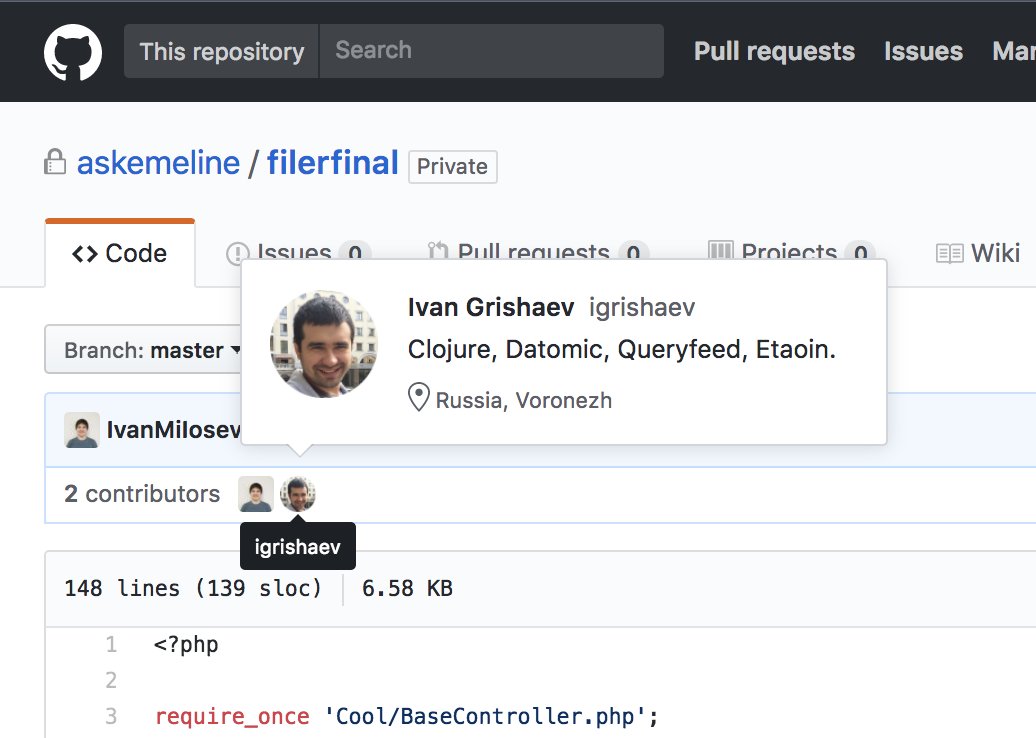 This repository Search Pull requests Issues Mar
askemeline / filerfinal Private
Code Issues 0 Pull requests 0 Projects 0 Wiki
Ivan Grishaev igrishaev
Clojure, Datomic, Queryfeed, Etaoin.
Russia, Voronezh
Branch: master
IvanMilosev
2 contributors
igrishaev
148 lines (139 sloc) 6.58 KB
1 <?php
2
3 require_once 'Cool/BaseController.php';